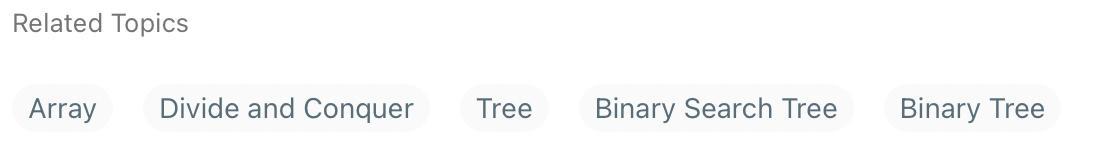 Related Topics
Array Divide and Conquer Tree Binary Search Tree Binary Tree